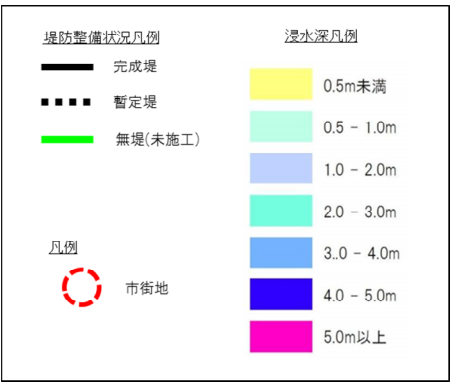 堤防整備状況凡例
完成堤
暫定堤
無堤(未施工)
凡例
市街地
浸水深凡例
0.5m未満
0.5 - 1.0m
1.0 - 2.0m
2.0 - 3.0m
3..0 - 4.0m
4.0 - 5.0m
5.0m以上